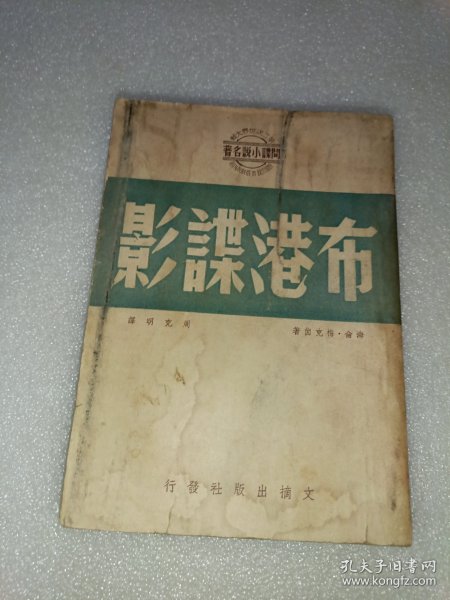 間諜小說名著
布港諜影
海倫·梅克茵著
周克明譯
文摘出版社發行
孔夫子旧书网
www.kongfz.com